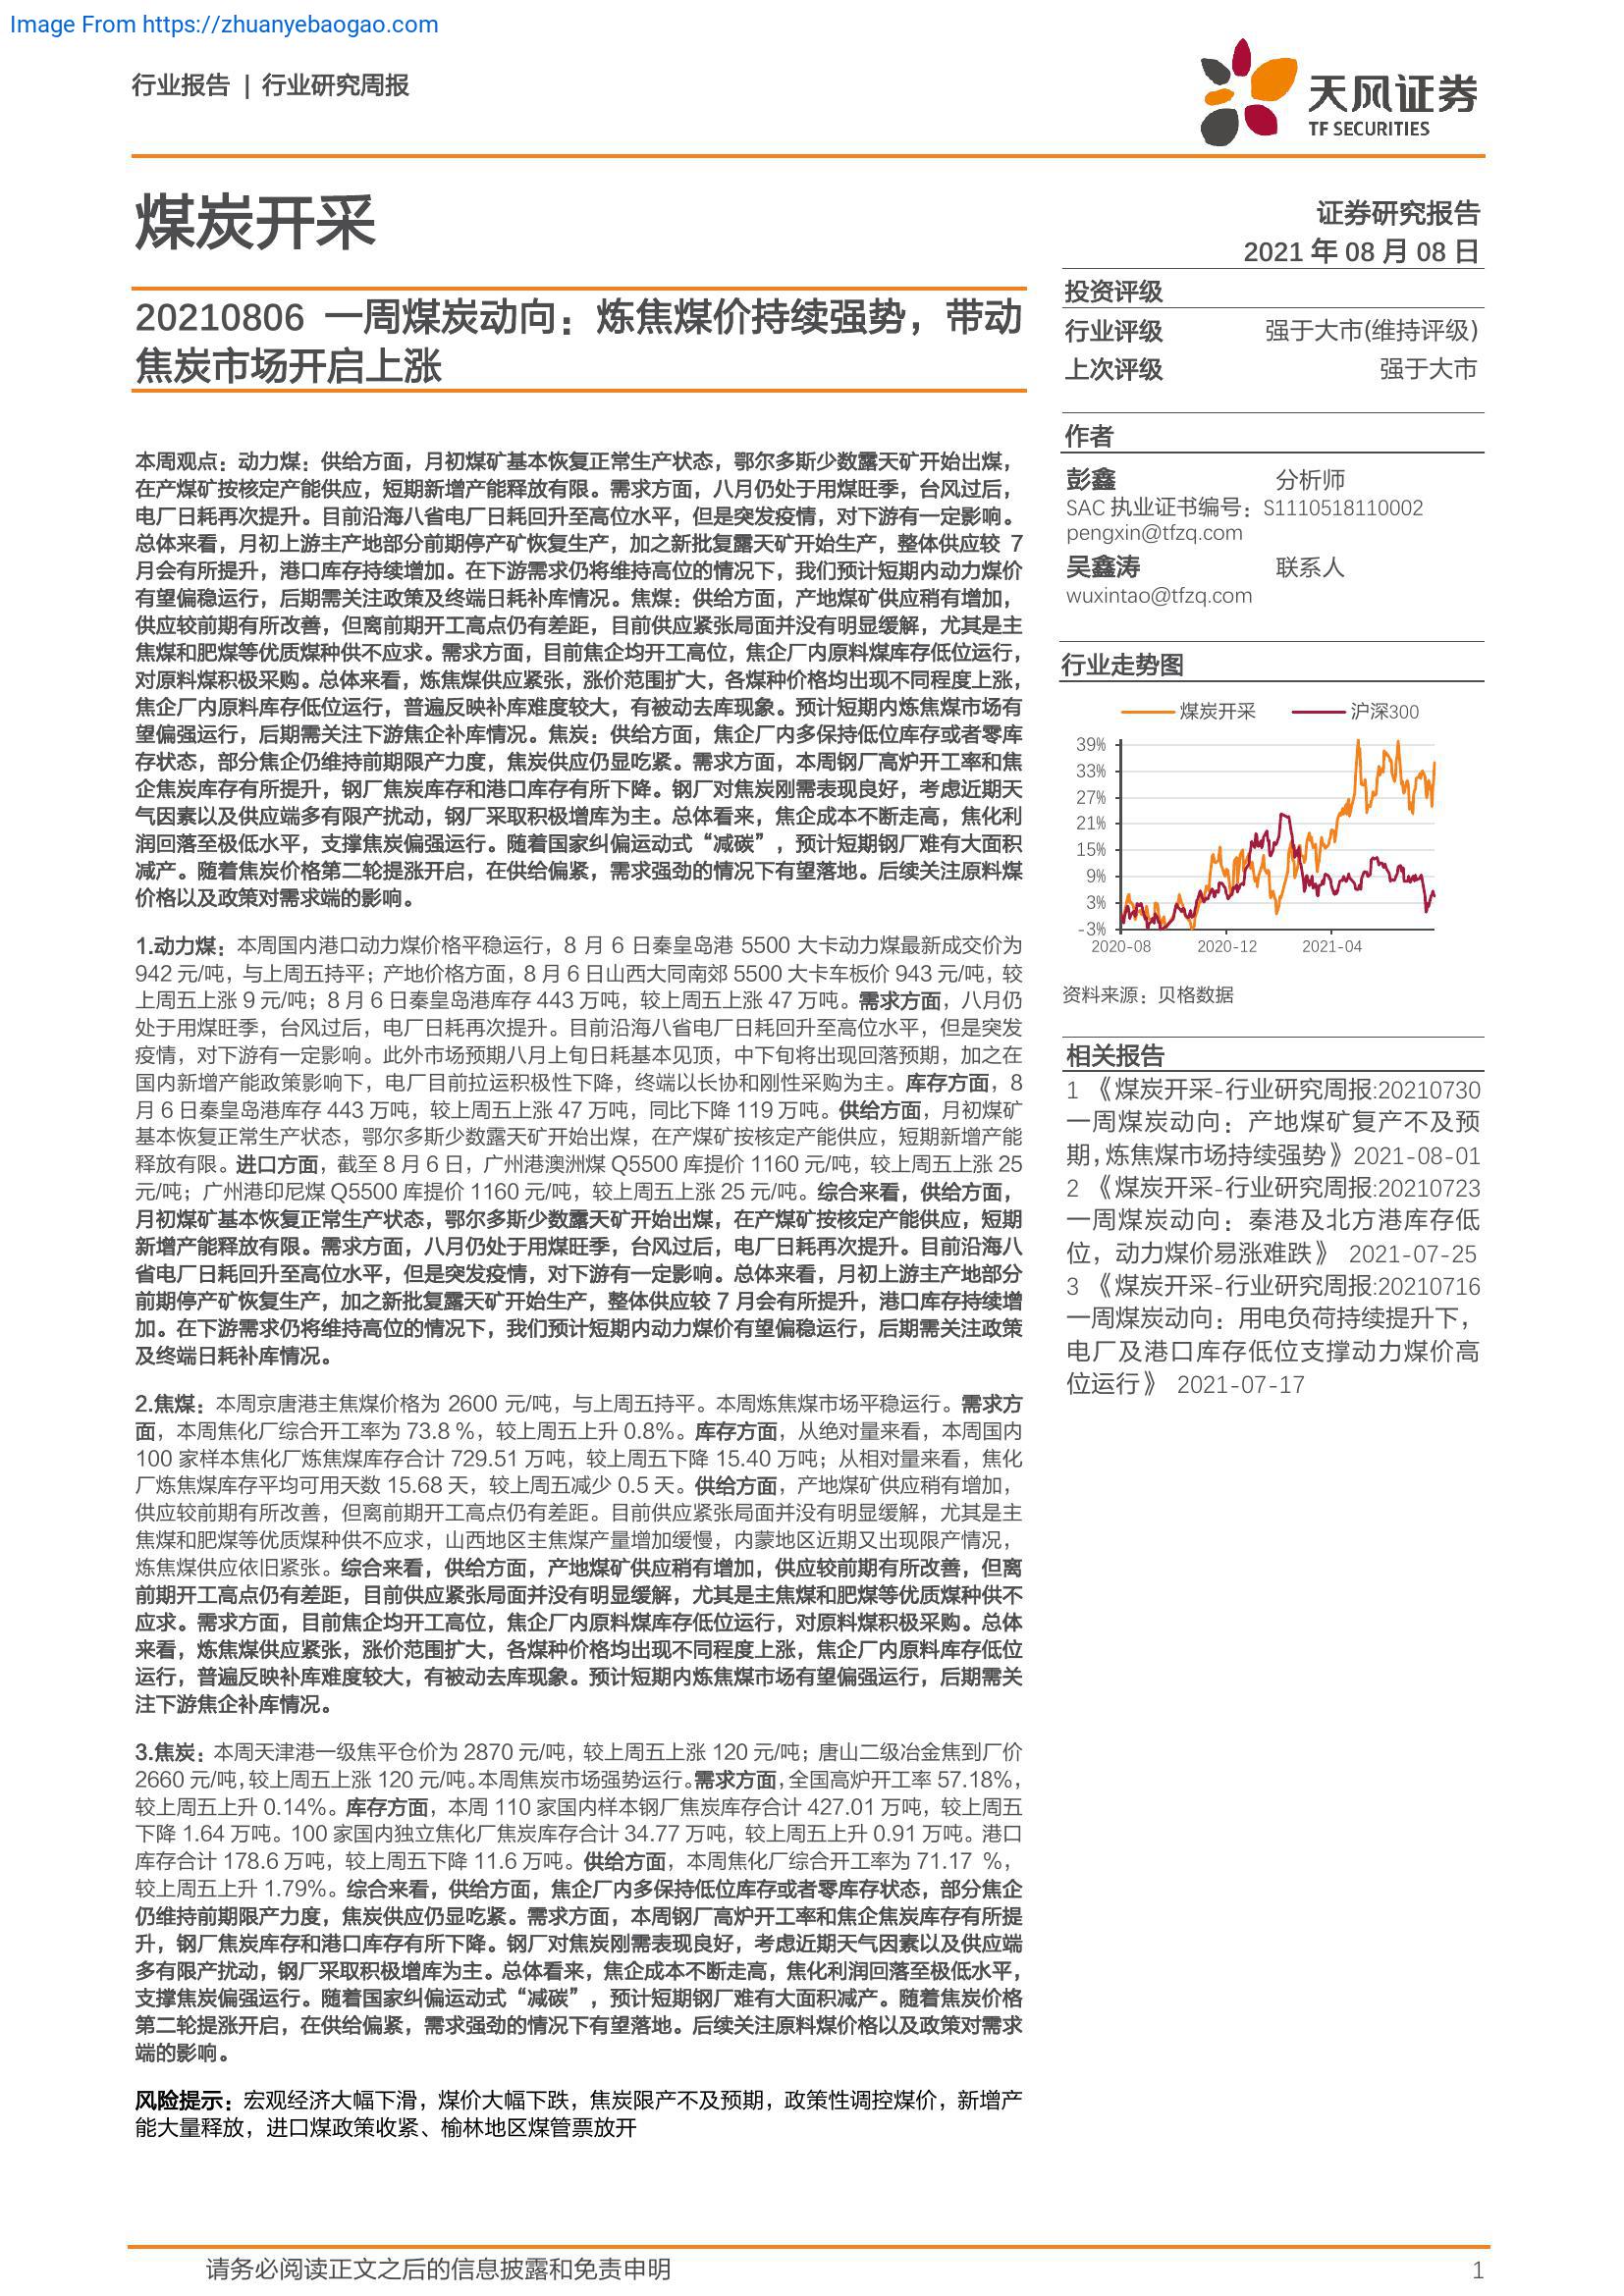 Image From https://zhuanyebaogao.com
行业报告 | 行业研究周报
天风证券
TF SECURITIES
煤炭开采
证券研究报告
2021 年 08 月 08 日
20210806 一周煤炭动向：炼焦煤价持续强势，带动
焦炭市场开启上涨
本周观点：动力煤：供给方面，月初煤矿基本恢复正常生产状态，鄂尔多斯少数露天矿开始出煤，
在产煤矿按核定产能供应，短期新增产能释放有限。需求方面，八月仍处于用煤旺季，台风过后，
电厂日耗再次提升。目前沿海八省电厂日耗回升至高位水平，但是突发疫情，对下游有一定影响。
总体来看，月初上游主产地部分前期停产矿恢复生产，加之新批复露天矿开始生产，整体供应较 7
月会有所提升，港口库存持续增加。在下游需求仍将维持高位的情况下，我们预计短期内动力煤价
有望偏稳运行，后期需关注政策及终端日耗补库情况。焦煤：供给方面，产地煤矿供应稍有增加，
供应较前期有所改善，但离前期开工高点仍有差距，目前供应紧张局面并没有明显缓解，尤其是主
焦煤和肥煤等优质煤种供不应求。需求方面，目前焦企均开工高位，焦企厂内原料煤库存低位运行，
对原料煤积极采购。总体来看，炼焦煤供应紧张，涨价范围扩大，各煤种价格均出现不同程度上涨，
焦企厂内原料库存低位运行，普遍反映补库难度较大，有被动去库现象。预计短期内炼焦煤市场有
望偏强运行，后期需关注下游焦企补库情况。焦炭：供给方面，焦企厂内多保持低位库存或者零库
存状态，部分焦企仍维持前期限产力度，焦炭供应仍显吃紧。需求方面，本周钢厂高炉开工率和焦
企焦炭库存有所提升，钢厂焦炭库存和港口库存有所下降。钢厂对焦炭刚需表现良好，考虑近期天
气因素以及供应端多有限产扰动，钢厂采取积极增库为主。总体看来，焦企成本不断走高，焦化利
润回落至极低水平，支撑焦炭偏强运行。随着国家纠偏运动式“减碳”，预计短期钢厂难有大面积
减产。随着焦炭价格第二轮提涨开启，在供给偏紧，需求强劲的情况下有望落地。后续关注原料煤
价格以及政策对需求端的影响。
1.动力煤：本周国内港口动力煤价格平稳运行，8 月 6 日秦皇岛港 5500 大卡动力煤最新成交价为
942 元/吨，与上周五持平；产地价格方面，8 月 6 日山西大同南郊 5500 大卡车板价 943 元/吨，较
上周五上涨 9 元/吨；8 月 6 日秦皇岛港库存 443 万吨，较上周五上涨 47 万吨。需求方面，八月仍
处于用煤旺季，台风过后，电厂日耗再次提升。目前沿海八省电厂日耗回升至高位水平，但是突发
疫情，对下游有一定影响。此外市场预期八月上旬日耗基本见顶，中下旬将出现回落预期，加之在
国内新增产能政策影响下，电厂目前拉运积极性下降，终端以长协和刚性采购为主。库存方面，8
月 6 日秦皇岛港库存 443 万吨，较上周五上涨 47 万吨，同比下降 119 万吨。供给方面，月初煤矿
基本恢复正常生产状态，鄂尔多斯少数露天矿开始出煤，在产煤矿按核定产能供应，短期新增产能
释放有限。进口方面，截至 8 月 6 日，广州港澳洲煤 Q5500 库提价 1160 元/吨，较上周五上涨 25
元/吨；广州港印尼煤 Q5500 库提价 1160 元/吨，较上周五上涨 25 元/吨。综合来看，供给方面，
月初煤矿基本恢复正常生产状态，鄂尔多斯少数露天矿开始出煤，在产煤矿按核定产能供应，短期
新增产能释放有限。需求方面，八月仍处于用煤旺季，台风过后，电厂日耗再次提升。目前沿海八
省电厂日耗回升至高位水平，但是突发疫情，对下游有一定影响。总体来看，月初上游主产地部分
前期停产矿恢复生产，加之新批复露天矿开始生产，整体供应较 7 月会有所提升，港口库存持续增
加。在下游需求仍将维持高位的情况下，我们预计短期内动力煤价有望偏稳运行，后期需关注政策
及终端日耗补库情况。
2.焦煤：本周京唐港主焦煤价格为 2600 元/吨，与上周五持平。本周炼焦煤市场平稳运行。需求方
面，本周焦化厂综合开工率为 73.8 %，较上周五上升 0.8%。库存方面，从绝对量来看，本周国内
100 家样本焦化厂炼焦煤库存合计 729.51 万吨，较上周五下降 15.40 万吨；从相对量来看，焦化
厂炼焦煤库存平均可用天数 15.68 天，较上周五减少 0.5 天。供给方面，产地煤矿供应稍有增加，
供应较前期有所改善，但离前期开工高点仍有差距。目前供应紧张局面并没有明显缓解，尤其是主
焦煤和肥煤等优质煤种供不应求，山西地区主焦煤产量增加缓慢，内蒙地区近期又出现限产情况，
炼焦煤供应依旧紧张。综合来看，供给方面，产地煤矿供应稍有增加，供应较前期有所改善，但离
前期开工高点仍有差距，目前供应紧张局面并没有明显缓解，尤其是主焦煤和肥煤等优质煤种供不
应求。需求方面，目前焦企均开工高位，焦企厂内原料煤库存低位运行，对原料煤积极采购。总体
来看，炼焦煤供应紧张，涨价范围扩大，各煤种价格均出现不同程度上涨，焦企厂内原料库存低位
运行，普遍反映补库难度较大，有被动去库现象。预计短期内炼焦煤市场有望偏强运行，后期需关
注下游焦企补库情况。
3.焦炭：本周天津港一级焦平仓价为 2870 元/吨，较上周五上涨 120 元/吨；唐山二级冶金焦到厂价
2660 元/吨，较上周五上涨 120 元/吨。本周焦炭市场强势运行。需求方面，全国高炉开工率 57.18%，
较上周五上升 0.14%。库存方面，本周 110 家国内样本钢厂焦炭库存合计 427.01 万吨，较上周五
下降 1.64 万吨。100 家国内独立焦化厂焦炭库存合计 34.77 万吨，较上周五上升 0.91 万吨。港口
库存合计 178.6 万吨，较上周五下降 11.6 万吨。供给方面，本周焦化厂综合开工率为 71.17 %，
较上周五上升 1.79%。综合来看，供给方面，焦企厂内多保持低位库存或者零库存状态，部分焦企
仍维持前期限产力度，焦炭供应仍显吃紧。需求方面，本周钢厂高炉开工率和焦企焦炭库存有所提
升，钢厂焦炭库存和港口库存有所下降。钢厂对焦炭刚需表现良好，考虑近期天气因素以及供应端
多有限产扰动，钢厂采取积极增库为主。总体看来，焦企成本不断走高，焦化利润回落至极低水平，
支撑焦炭偏强运行。随着国家纠偏运动式“减碳”，预计短期钢厂难有大面积减产。随着焦炭价格
第二轮提涨开启，在供给偏紧，需求强劲的情况下有望落地。后续关注原料煤价格以及政策对需求
端的影响。
风险提示：宏观经济大幅下滑，煤价大幅下跌，焦炭限产不及预期，政策性调控煤价，新增产
能大量释放，进口煤政策收紧、榆林地区煤管票放开
投资评级
行业评级 强于大市(维持评级)
上次评级 强于大市
作者
彭鑫 分析师
SAC 执业证书编号：S1110518110002
pengxin@tfzq.com
吴鑫涛 联系人
wuxintao@tfzq.com
行业走势图
煤炭开采 沪深300
39%
33%
27%
21%
15%
9%
3%
-3%
2020-08 2020-12 2021-04
资料来源：贝格数据
相关报告
1 《煤炭开采-行业研究周报:20210730
一周煤炭动向：产地煤矿复产不及预
期，炼焦煤市场持续强势》 2021-08-01
2 《煤炭开采-行业研究周报:20210723
一周煤炭动向：秦港及北方港库存低
位，动力煤价易涨难跌》 2021-07-25
3 《煤炭开采-行业研究周报:20210716
一周煤炭动向：用电负荷持续提升下，
电厂及港口库存低位支撑动力煤价高
位运行》 2021-07-17
请务必阅读正文之后的信息披露和免责申明 1